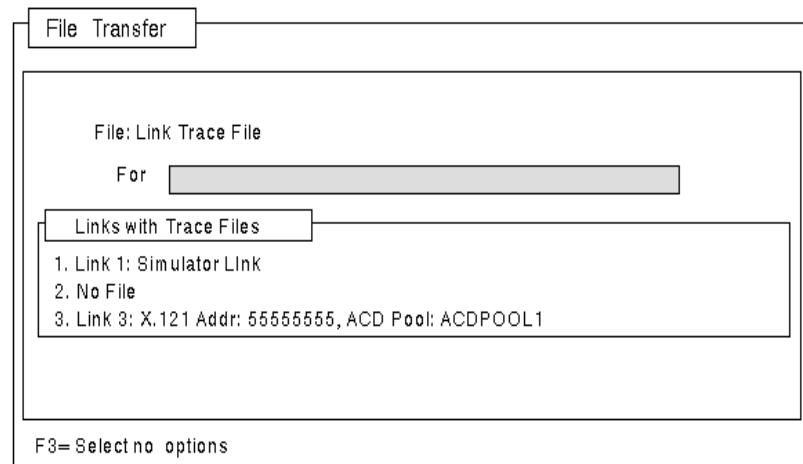 File Transfer
File: Link Trace File
For
Links with Trace Files
1. Link 1: Simulator LInk
2. No File
3. Link 3: X.121 Addr: 55555555, ACD Pool: ACDPOOL1
F3= Select no options